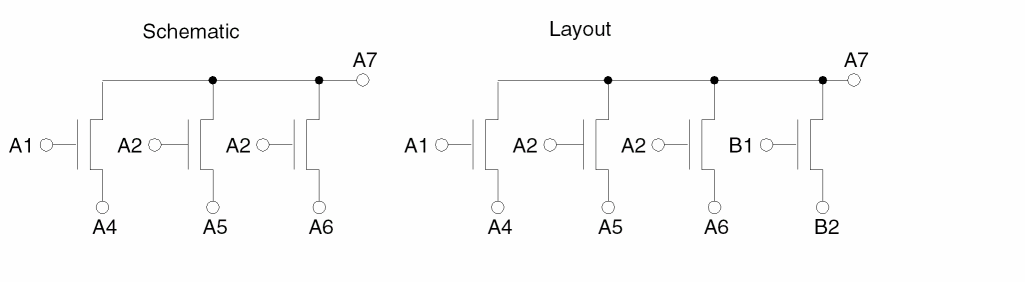 Schematic
Layout
A7
A7
A1 A2 A2
A1 A2 A2 B1
A4 A5 A6
A4 A5 A6 B2